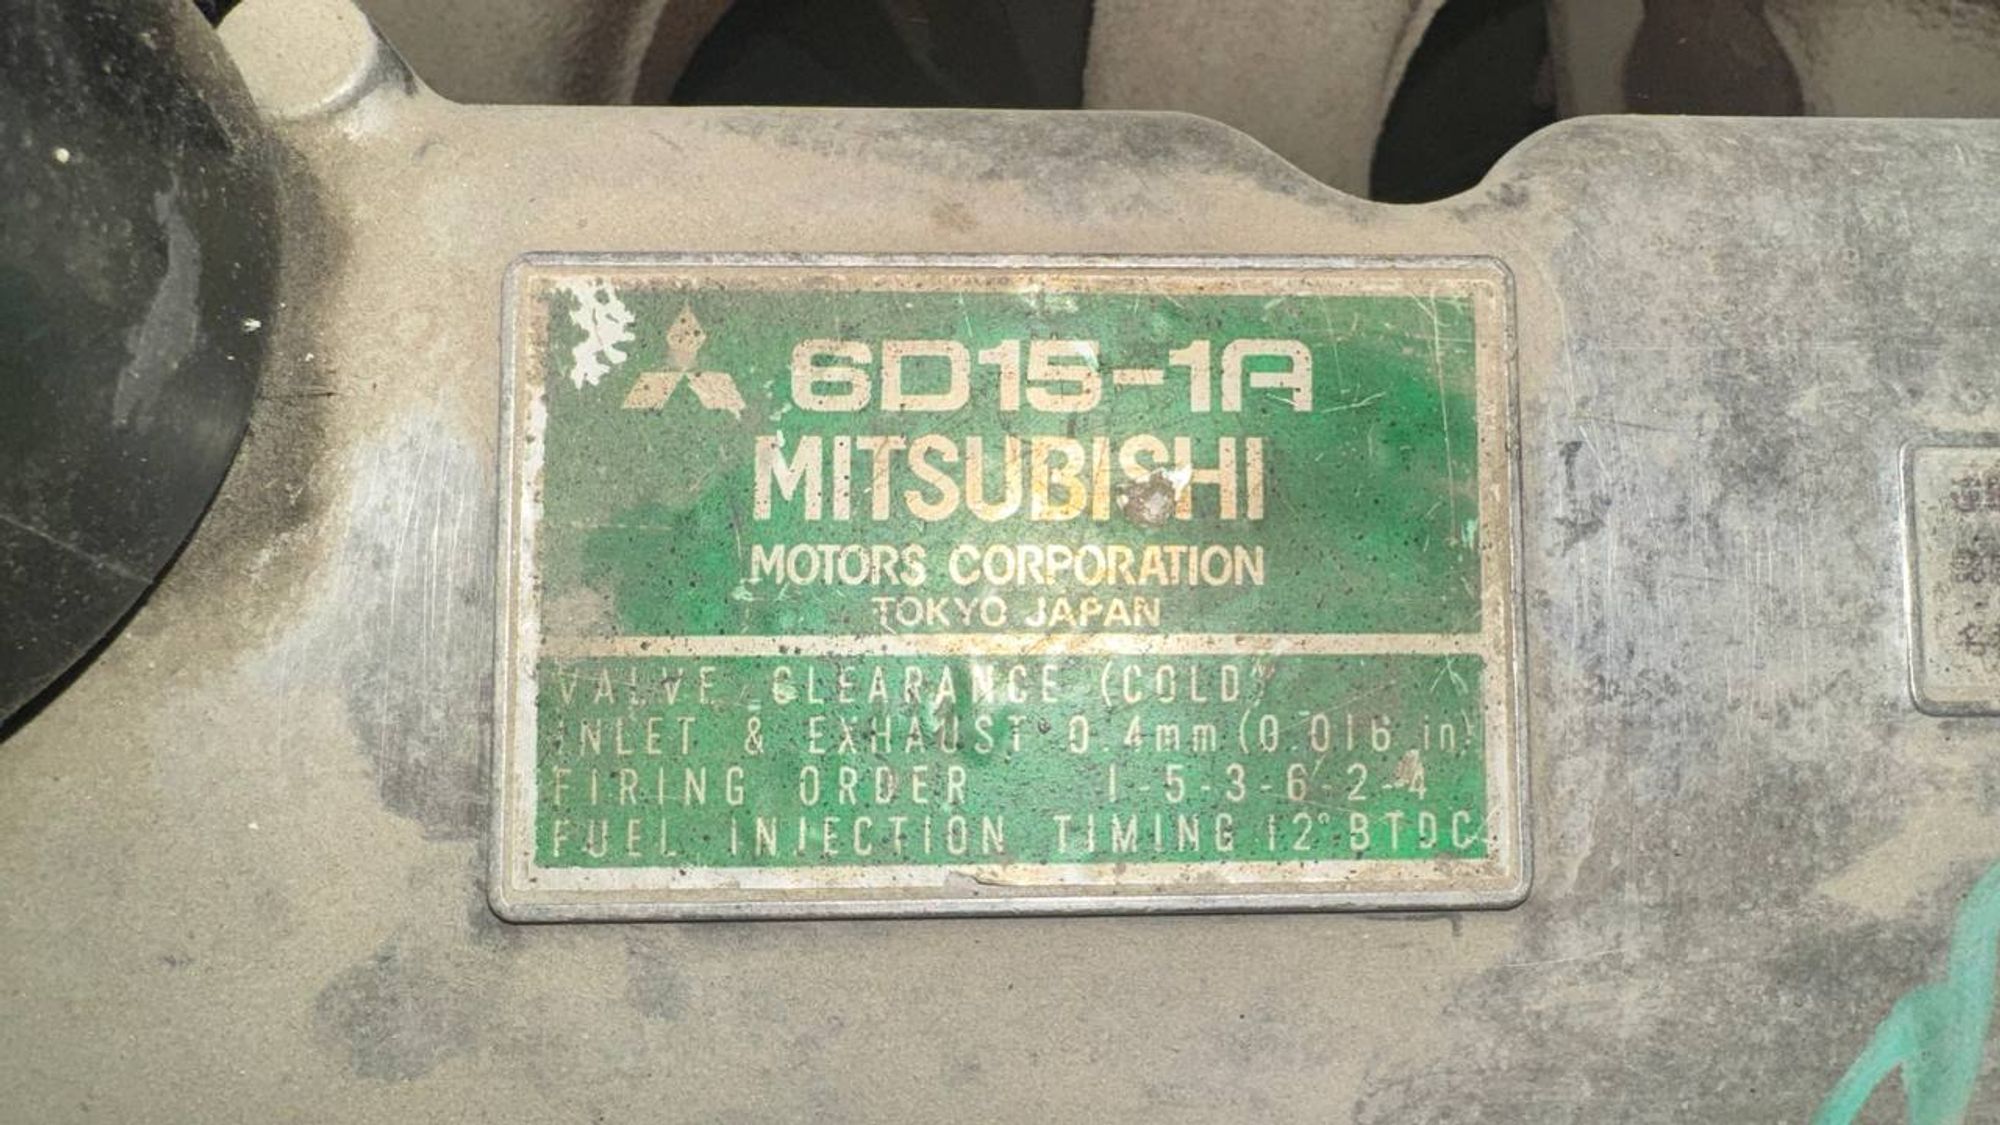 6D15-1A
MITSUBISHI
MOTORS CORPORATION
TOKYO JAPAN
VALVE CLEARANCE (COLD)
INLET & EXHAUST 0.4mm (0.016 in)
FIRING ORDER 1-5-3-6-2-4
FUEL INJECTION TIMING 12° BTDC